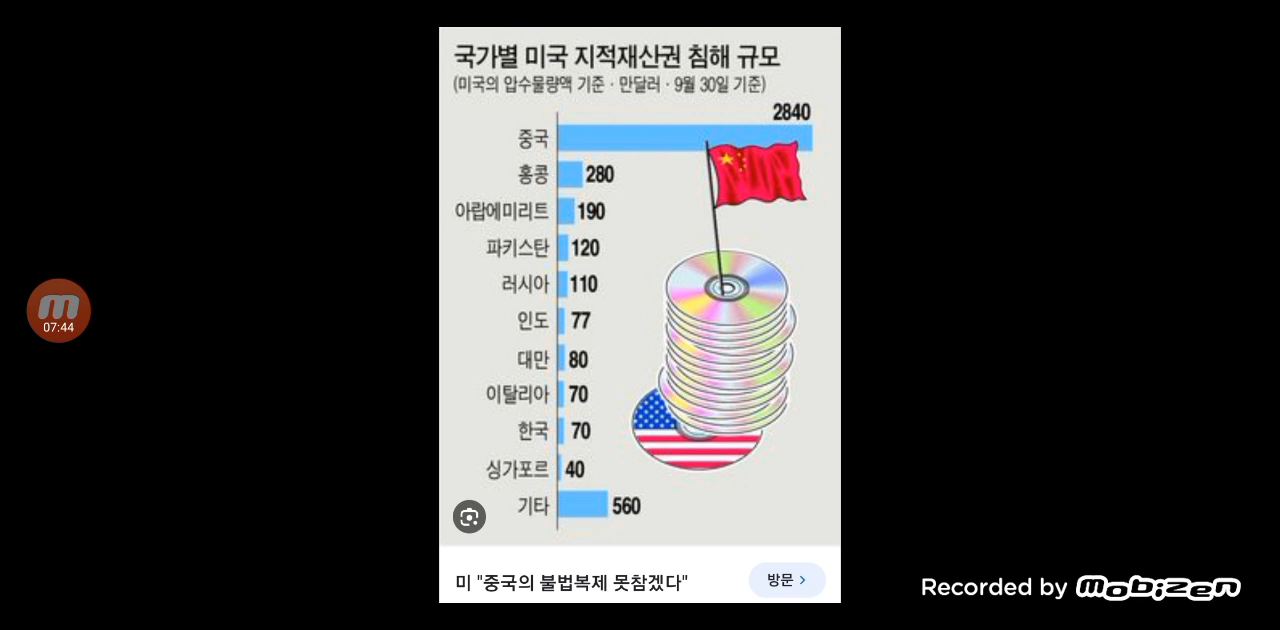 국가별 미국 지적재산권 침해 규모
(미국의 압수물량액 기준 · 만달러 · 9월 30일 기준)
2840
중국
홍콩 280
아랍에미리트 190
파키스탄 120
러시아 110
인도 77
대만 80
이탈리아 70
한국 70
싱가포르 40
기타 560
07:44
미 "중국의 불법복제 못참겠다"
방문
Recorded by mobizen